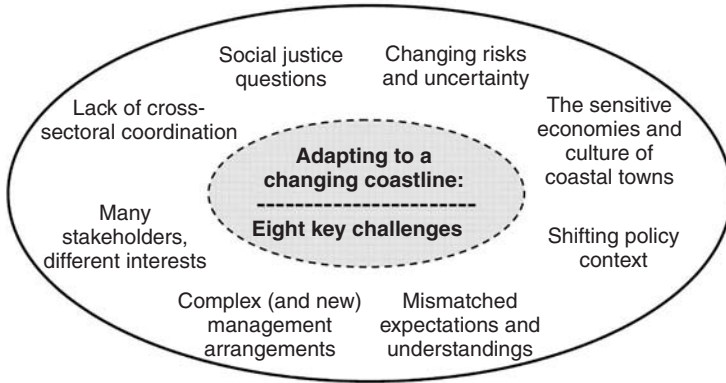 Social justice
questions
Changing risks
and uncertainty
Lack of cross-
sectoral coordination
The sensitive
economies and
culture of
coastal towns
Adapting to a
changing coastline:
Eight key challenges
Many
stakeholders,
different interests
Shifting policy
context
Complex (and new)
management
arrangements
Mismatched
expectations and
understandings